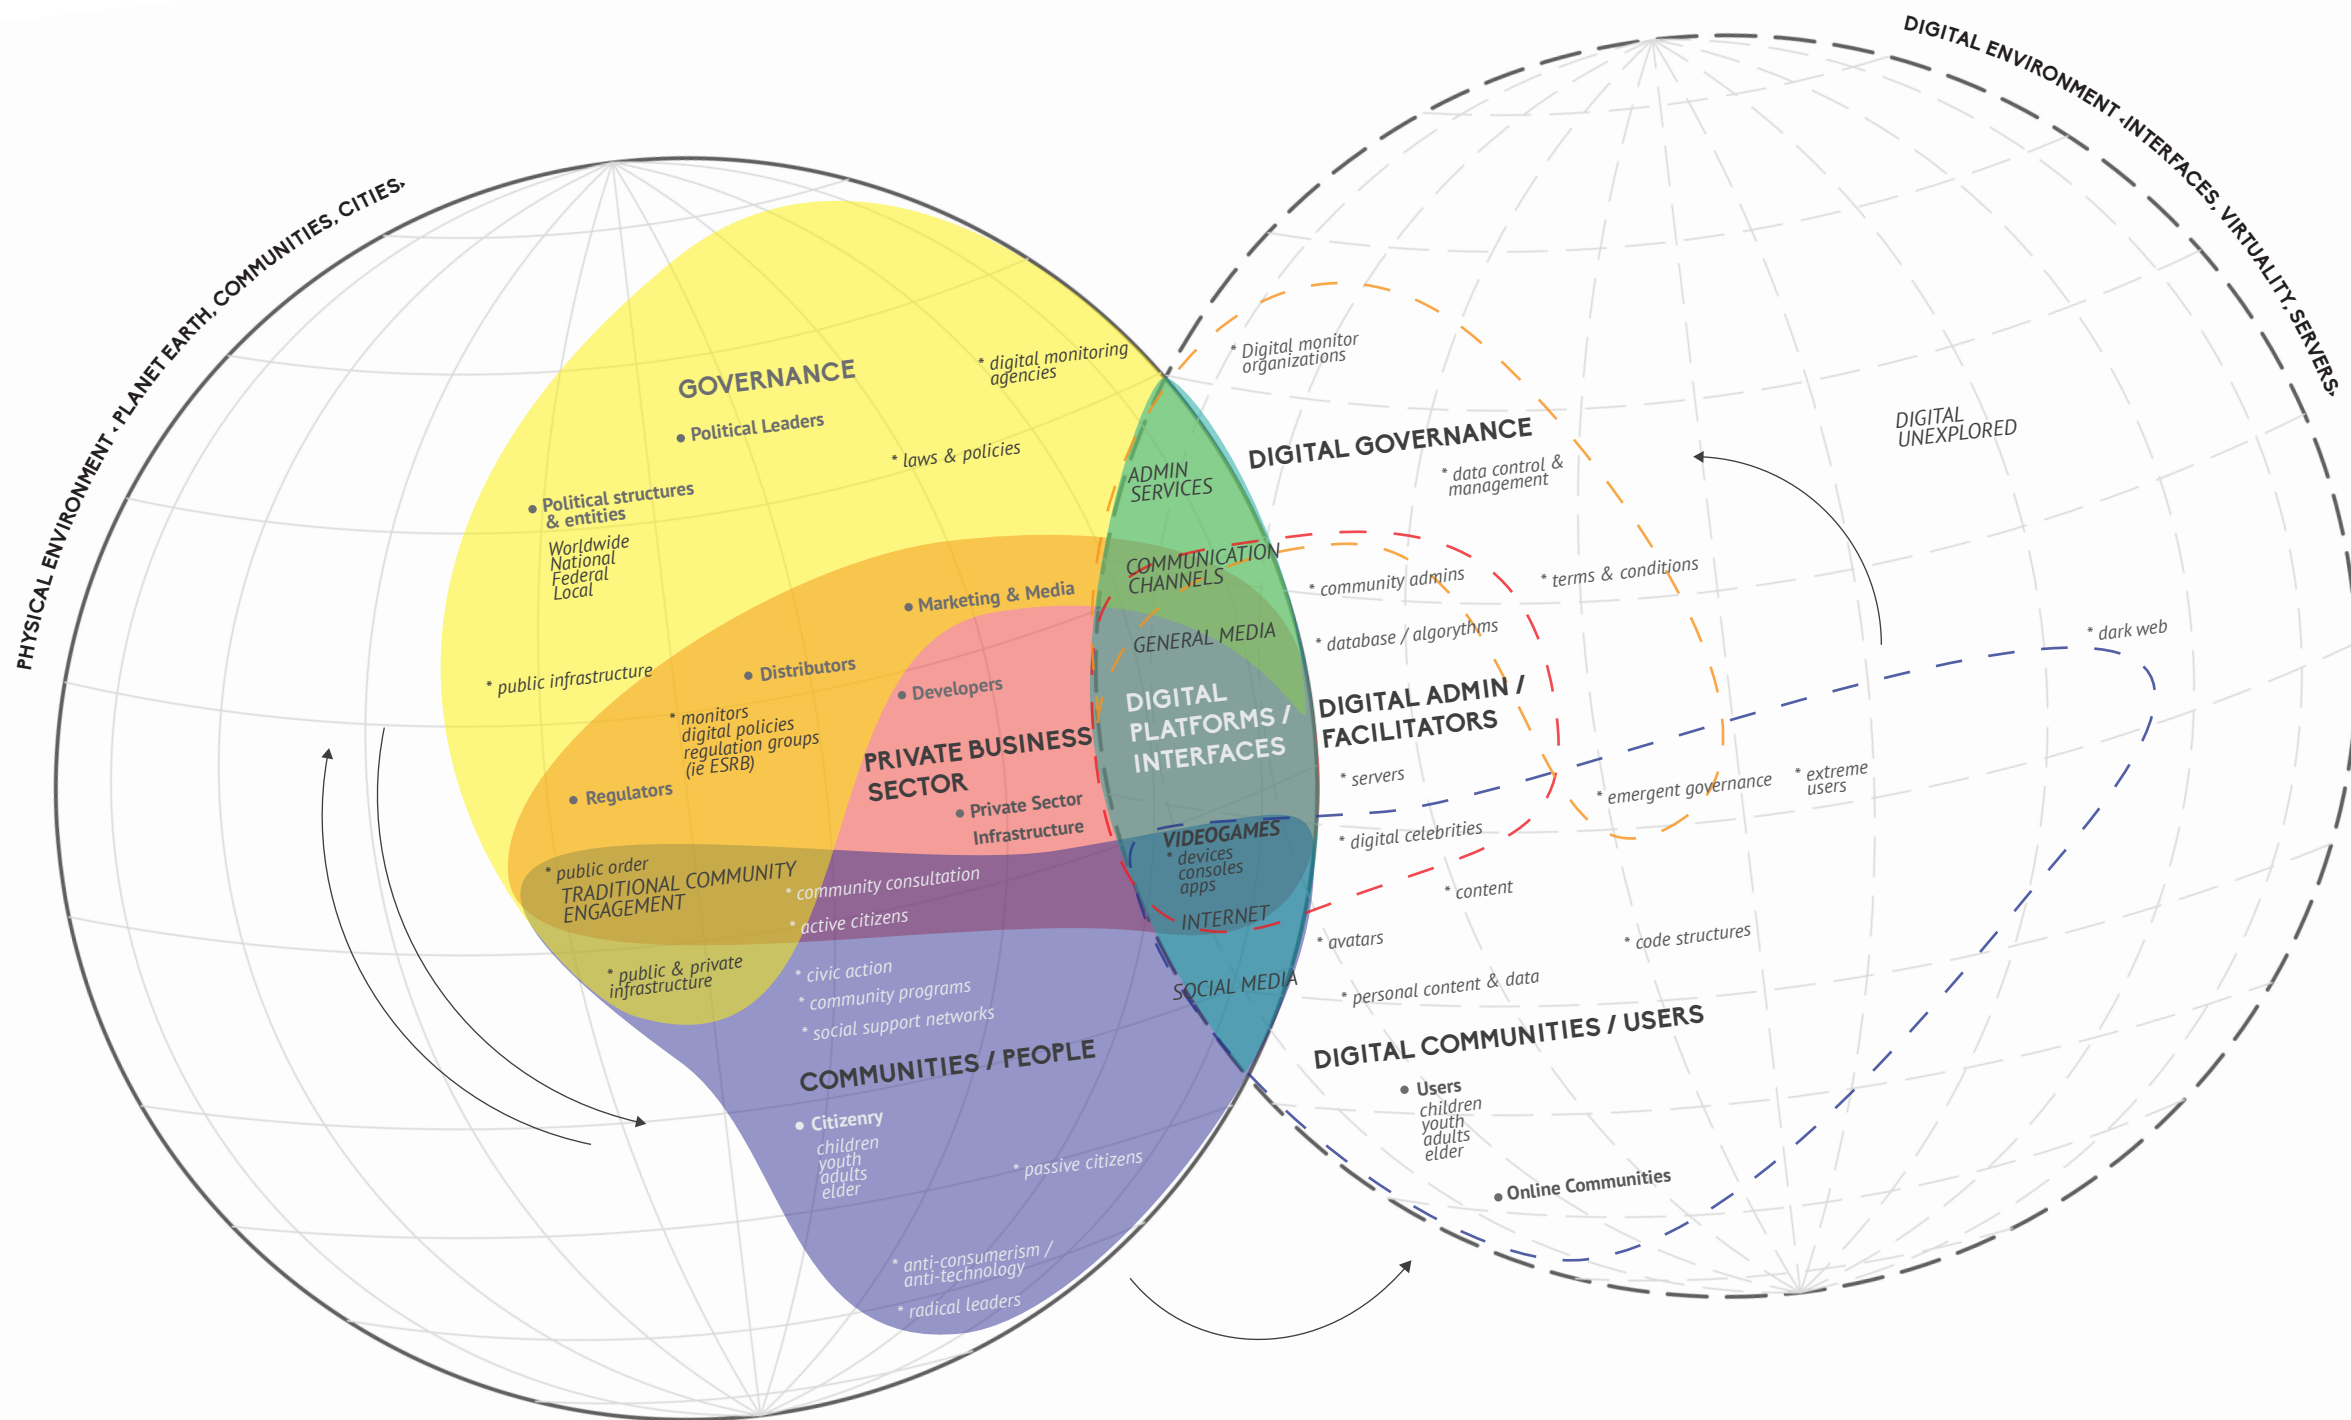 PHYSICAL ENVIRONMENT < PLANET EARTH, COMMUNITIES, CITIES>
DIGITAL ENVIRONMENT <INTERFACES, VIRTUALITY, SERVERS>
GOVERNANCE
• Political Leaders
* digital monitoring
agencies
* laws & policies
• Political structures
& entities
Worldwide
National
Federal
Local
* public infrastructure
• Marketing & Media
• Distributors
* monitors
digital policies
regulation groups
(ie ESRB)
• Regulators
• Developers
PRIVATE BUSINESS
SECTOR
• Private Sector
Infrastructure
* public order
TRADITIONAL COMMUNITY
ENGAGEMENT
* community consultation
* active citizens
* public & private
infrastructure
* civic action
* community programs
* social support networks
COMMUNITIES / PEOPLE
• Citizenry
children
youth
adults
elder
* passive citizens
* anti-consumerism /
anti-technology
* radical leaders
ADMIN
SERVICES
COMMUNICATION
CHANNELS
GENERAL MEDIA
DIGITAL
PLATFORMS /
INTERFACES
VIDEOGAMES
* devices
consoles
apps
INTERNET
SOCIAL MEDIA
* Digital monitor
organizations
DIGITAL GOVERNANCE
* data control &
management
DIGITAL
UNEXPLORED
* community admins
* terms & conditions
* database / algorythms
* dark web
DIGITAL ADMIN /
FACILITATORS
* servers
* emergent governance
* extreme
users
* digital celebrities
* content
* avatars
* code structures
* personal content & data
DIGITAL COMMUNITIES / USERS
• Users
children
youth
adults
elder
• Online Communities